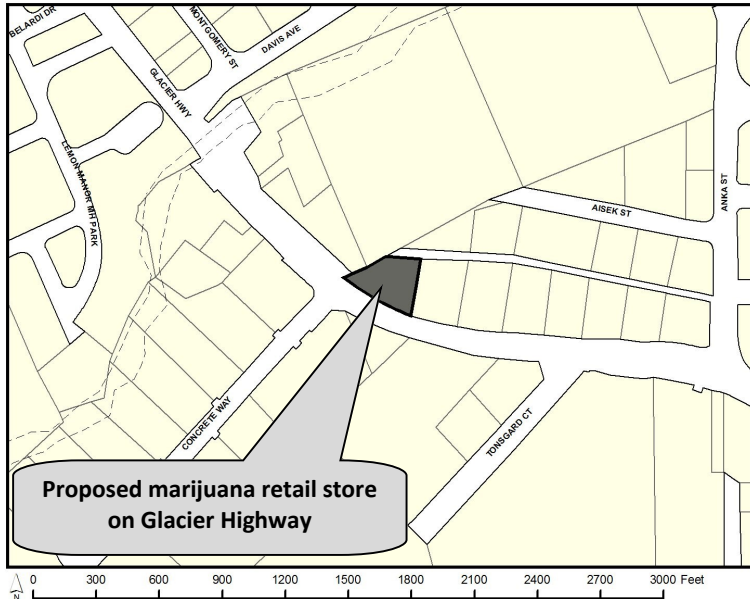 BELARDI DR
MONTGOMERY ST
DAVIS AVE
GLACIER HWY
LEMON MANOR MH PARK
AISEK ST
ANKA ST
CONCRETE WAY
TONSGARD CT
Proposed marijuana retail store
on Glacier Highway
N
0 300 600 900 1200 1500 1800 2100 2400 2700 3000 Feet